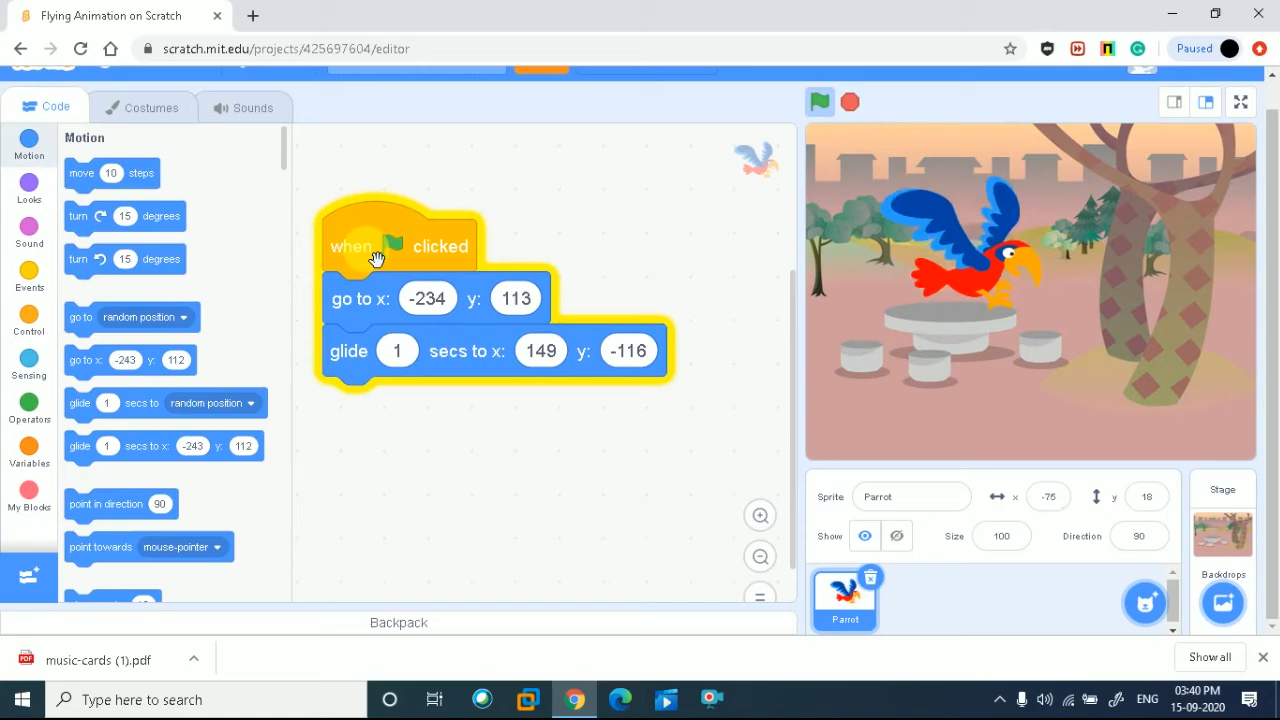 Flying Animation on Scratch
scratch.mit.edu/projects/425697604/editor
Paused
Code
Costumes
Sounds
Motion
Looks
Sound
Events
Control
Sensing
Operators
Variables
My Blocks
Motion
move 10 steps
turn 15 degrees
turn 15 degrees
go to random position
go to x: -243 y: 112
glide 1 secs to random position
glide 1 secs to x: -243 y: 112
point in direction 90
point towards mouse-pointer
when clicked
go to x: -234 y: 113
glide 1 secs to x: 149 y: -116
Backpack
Sprite Parrot x -75 y 18
Show Size 100 Direction 90
Parrot
Stage
Backdrops
music-cards (1).pdf
Show all
Type here to search
ENG
03:40 PM
15-09-2020